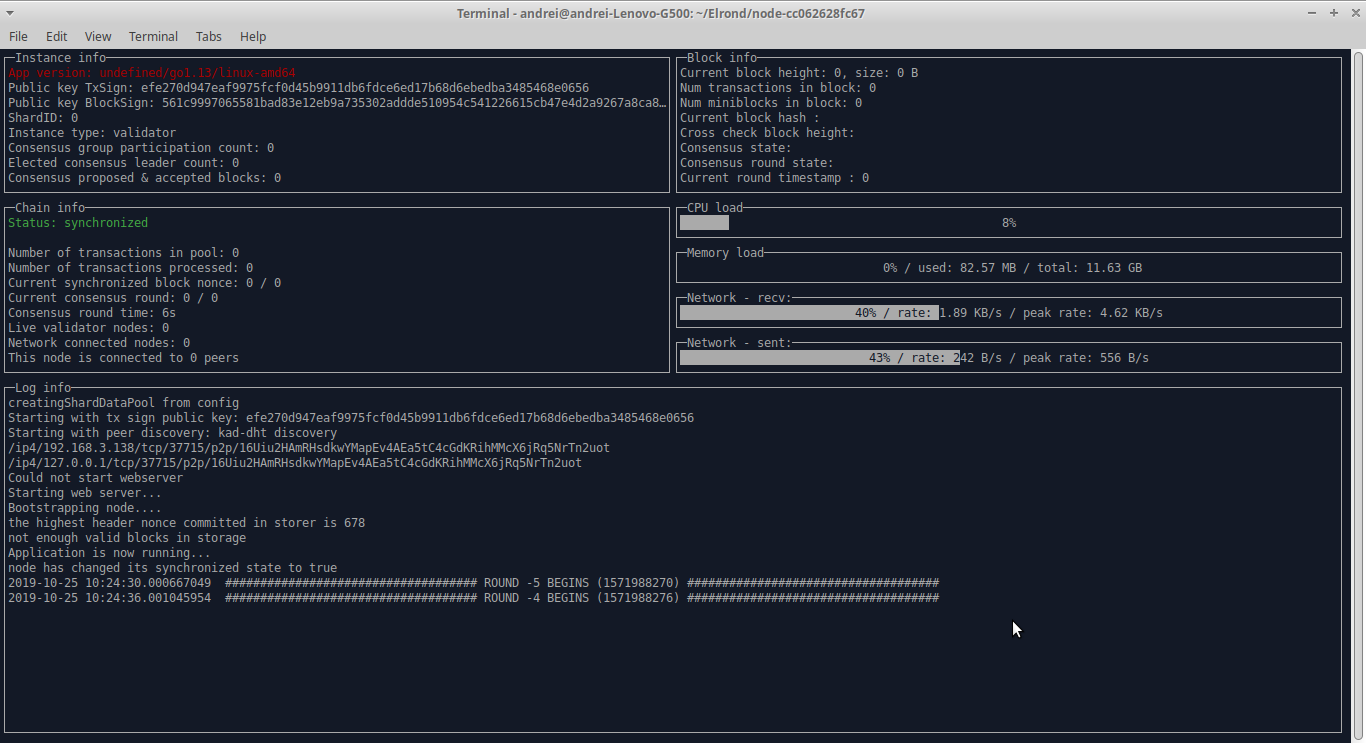 Terminal - andrei@andrei-Lenovo-G500: ~/Elrond/node-cc062628fc67
File Edit View Terminal Tabs Help
Instance info
App version: undefined/go1.13/linux-amd64
Public key TxSign: efe270d947eaf9975fcf0d45b9911db6fdce6ed17b68d6ebedba3485468e0656
Public key BlockSign: 561c9997065581bad83e12eb9a735302addde510954c541226615cb47e4d2a9267a8ca8…
ShardID: 0
Instance type: validator
Consensus group participation count: 0
Elected consensus leader count: 0
Consensus proposed & accepted blocks: 0
Block info
Current block height: 0, size: 0 B
Num transactions in block: 0
Num miniblocks in block: 0
Current block hash :
Cross check block height:
Consensus state:
Consensus round state:
Current round timestamp : 0
Chain info
Status: synchronized
Number of transactions in pool: 0
Number of transactions processed: 0
Current synchronized block nonce: 0 / 0
Current consensus round: 0 / 0
Consensus round time: 6s
Live validator nodes: 0
Network connected nodes: 0
This node is connected to 0 peers
CPU load
8%
Memory load
0% / used: 82.57 MB / total: 11.63 GB
Network - recv:
40% / rate: 1.89 KB/s / peak rate: 4.62 KB/s
Network - sent:
43% / rate: 242 B/s / peak rate: 556 B/s
Log info
creatingShardDataPool from config
Starting with tx sign public key: efe270d947eaf9975fcf0d45b9911db6fdce6ed17b68d6ebedba3485468e0656
Starting with peer discovery: kad-dht discovery
/ip4/192.168.3.138/tcp/37715/p2p/16Uiu2HAmRHsdkwYMapEv4AEa5tC4cGdKRihMMcX6jRq5NrTn2uot
/ip4/127.0.0.1/tcp/37715/p2p/16Uiu2HAmRHsdkwYMapEv4AEa5tC4cGdKRihMMcX6jRq5NrTn2uot
Could not start webserver
Starting web server...
Bootstrapping node....
the highest header nonce committed in storer is 678
not enough valid blocks in storage
Application is now running...
node has changed its synchronized state to true
2019-10-25 10:24:30.000667049 #################################### ROUND -5 BEGINS (1571988270) ####################################
2019-10-25 10:24:36.001045954 #################################### ROUND -4 BEGINS (1571988276) ####################################